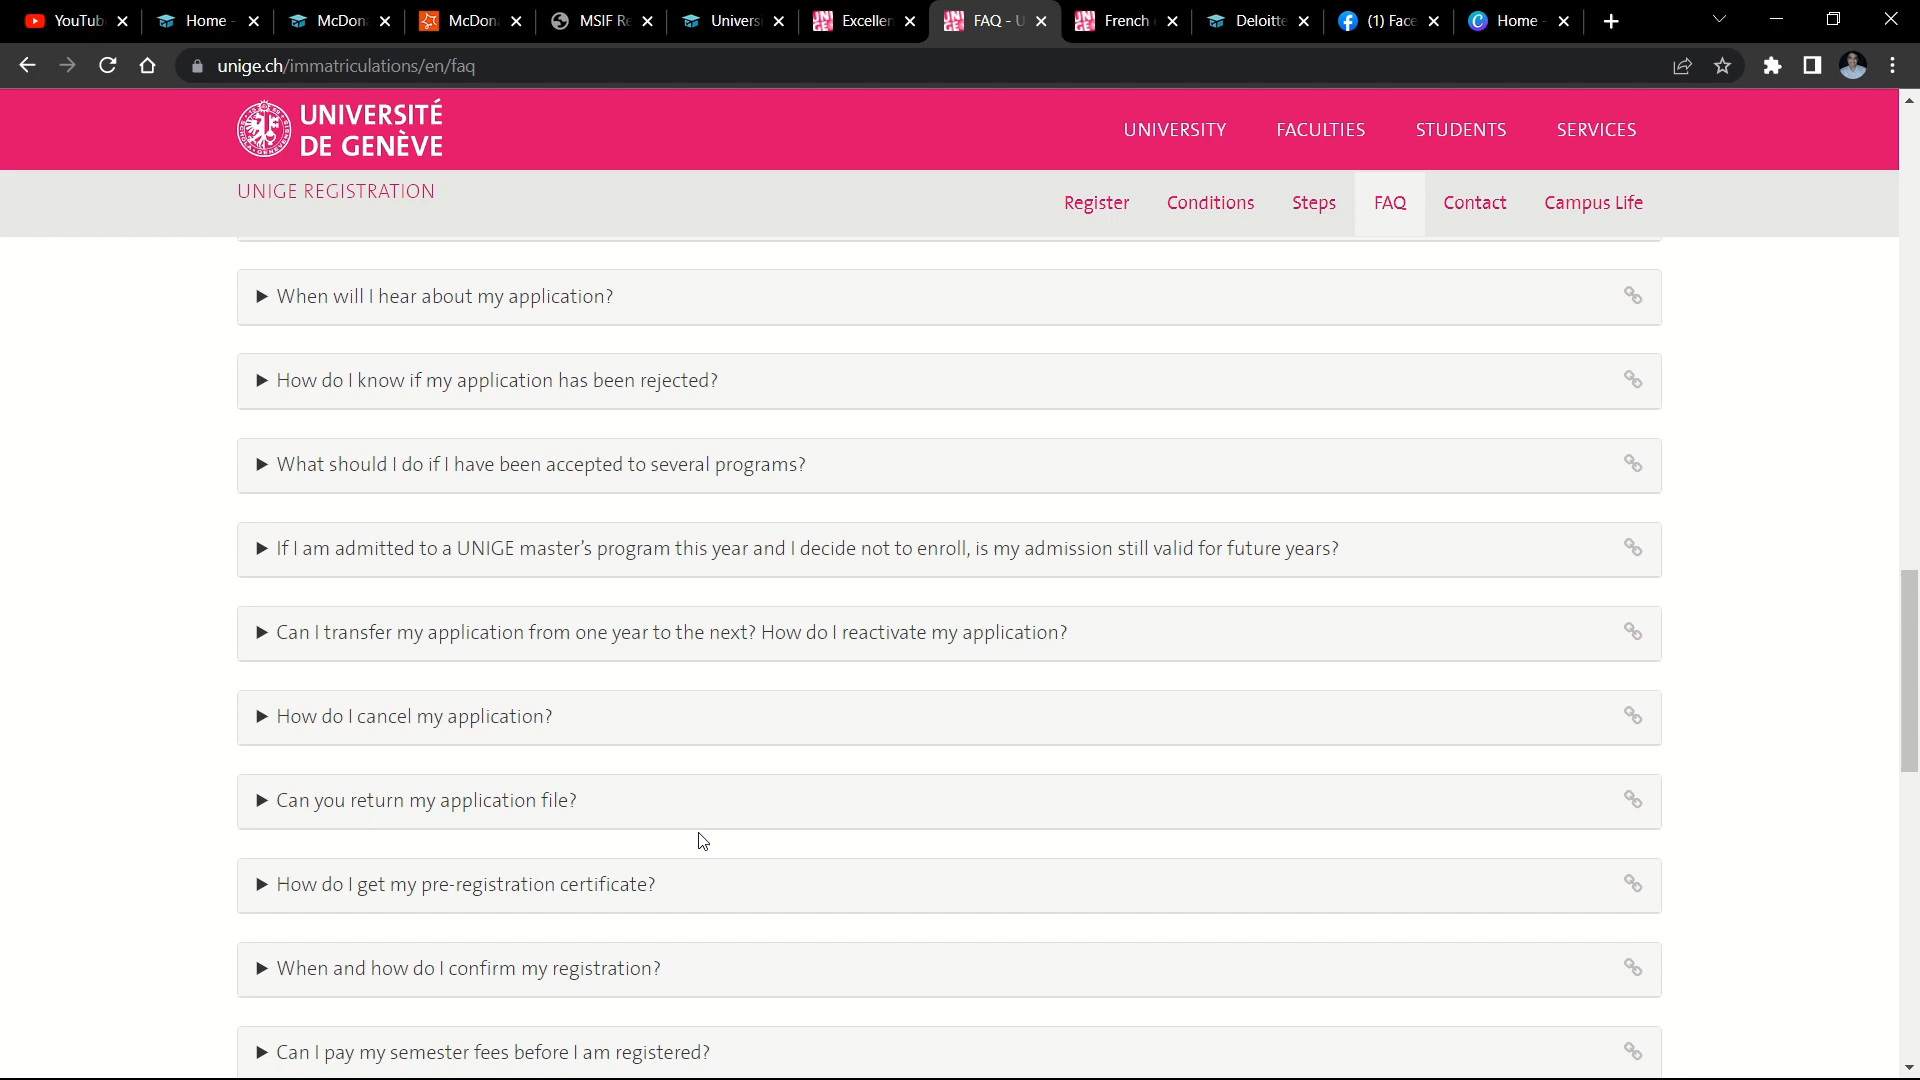 YouTub
Home -
McDon
McDon
MSIF Re
Universi
Excellen
FAQ - U
French
Deloitte
(1) Face
Home -
unige.ch/immatriculations/en/faq
UNIVERSITÉ
DE GENÈVE
UNIVERSITY
FACULTIES
STUDENTS
SERVICES
UNIGE REGISTRATION
Register
Conditions
Steps
FAQ
Contact
Campus Life
When will I hear about my application?
How do I know if my application has been rejected?
What should I do if I have been accepted to several programs?
If I am admitted to a UNIGE master’s program this year and I decide not to enroll, is my admission still valid for future years?
Can I transfer my application from one year to the next? How do I reactivate my application?
How do I cancel my application?
Can you return my application file?
How do I get my pre-registration certificate?
When and how do I confirm my registration?
Can I pay my semester fees before I am registered?